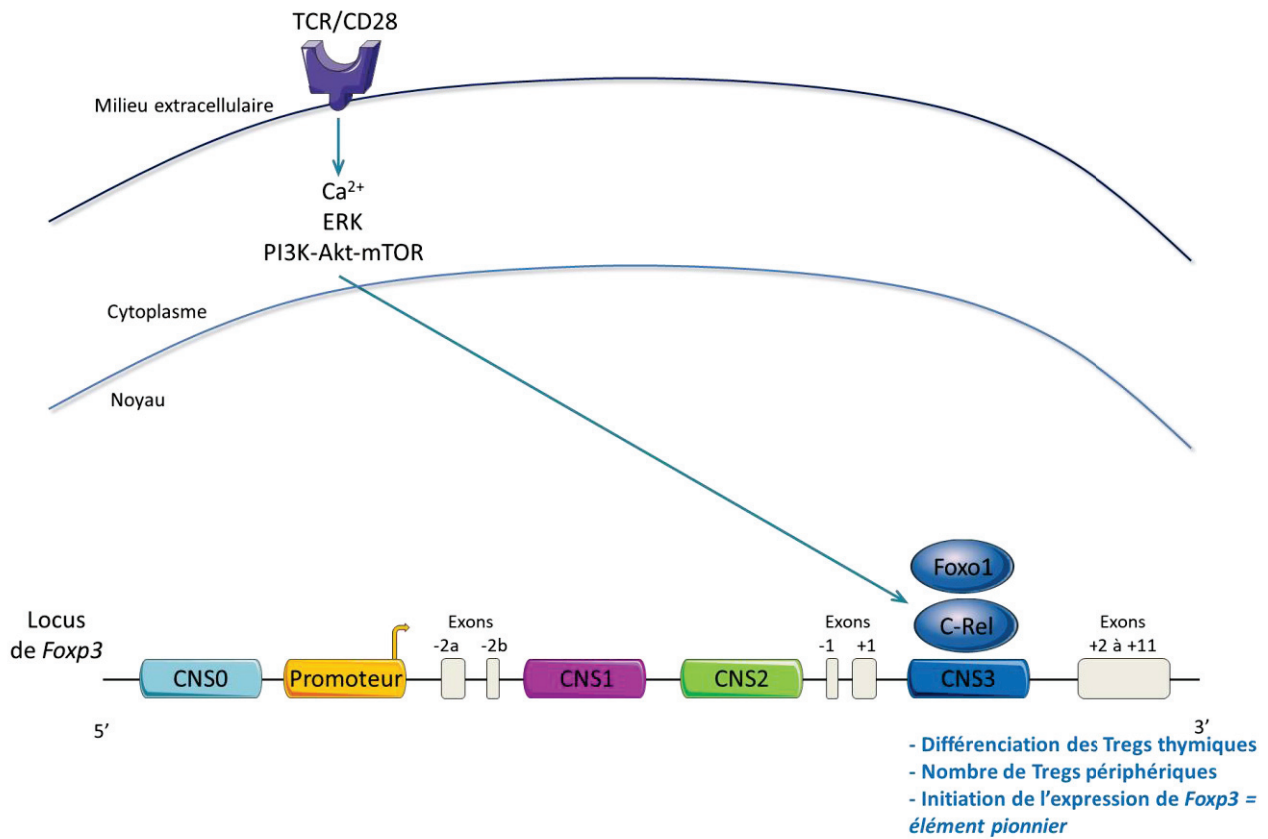 TCR/CD28
Milieu extracellulaire
Ca²⁺
ERK
PI3K-Akt-mTOR
Cytoplasme
Noyau
Foxo1
C-Rel
Locus
de Foxp3
Exons
-2a -2b
Exons
-1 +1
Exons
+2 à +11
CNS0
Promoteur
CNS1
CNS2
CNS3
5’
3’
- Différenciation des Tregs thymiques
- Nombre de Tregs périphériques
- Initiation de l’expression de Foxp3 =
élément pionnier